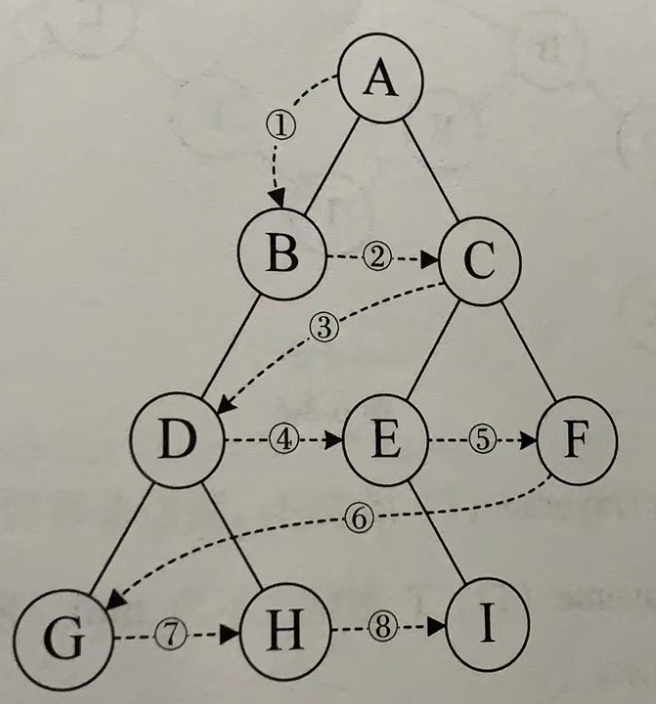 A
①
B ② C
③
D ④ E ⑤ F
⑥
G ⑦ H ⑧ I